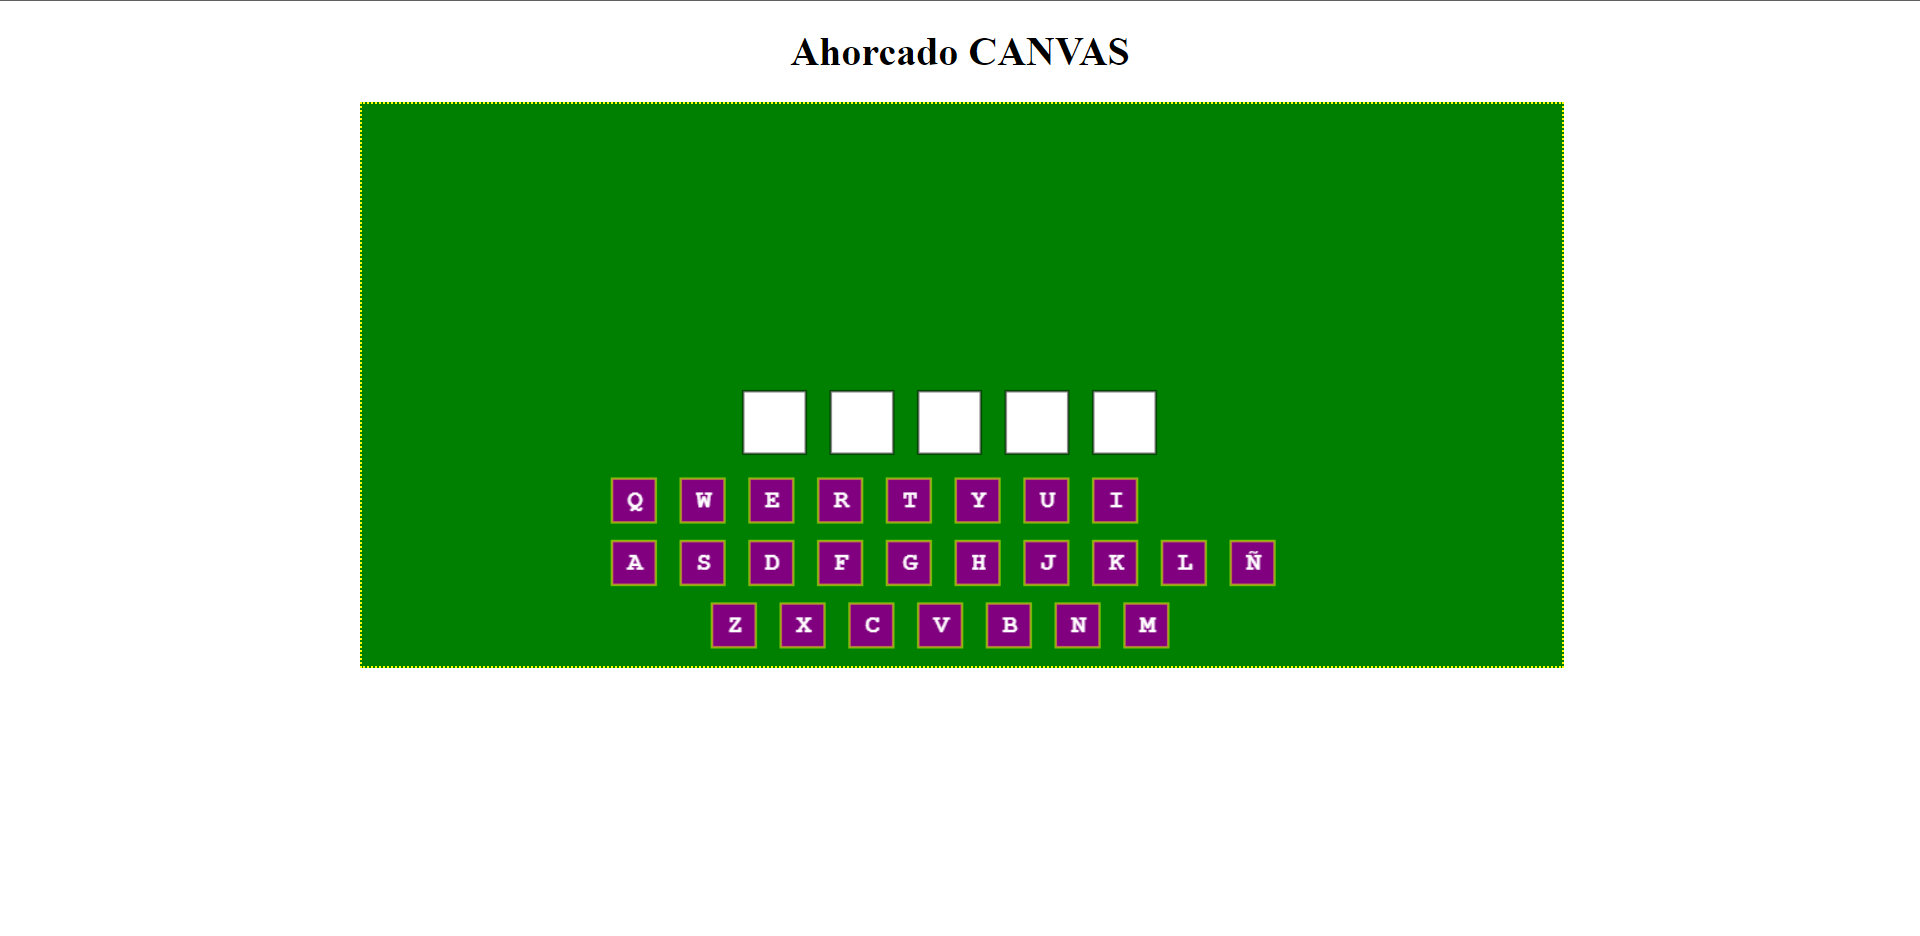 Ahorcado CANVAS
Q W E R T Y U I
A S D F G H J K L Ñ
Z X C V B N M